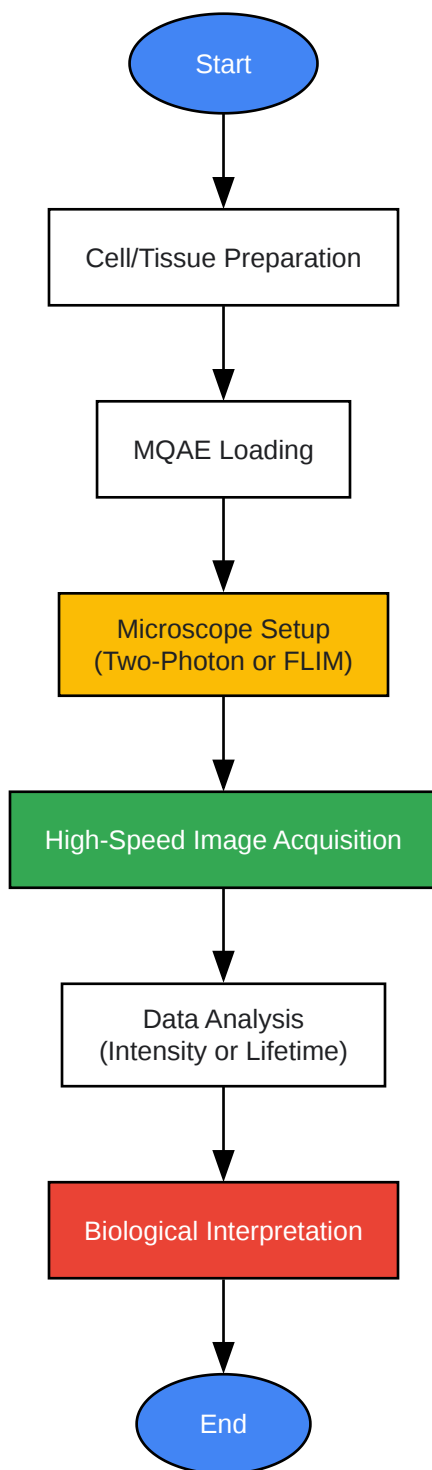 Start
Cell/Tissue Preparation
MQAE Loading
Microscope Setup
(Two-Photon or FLIM)
High-Speed Image Acquisition
Data Analysis
(Intensity or Lifetime)
Biological Interpretation
End